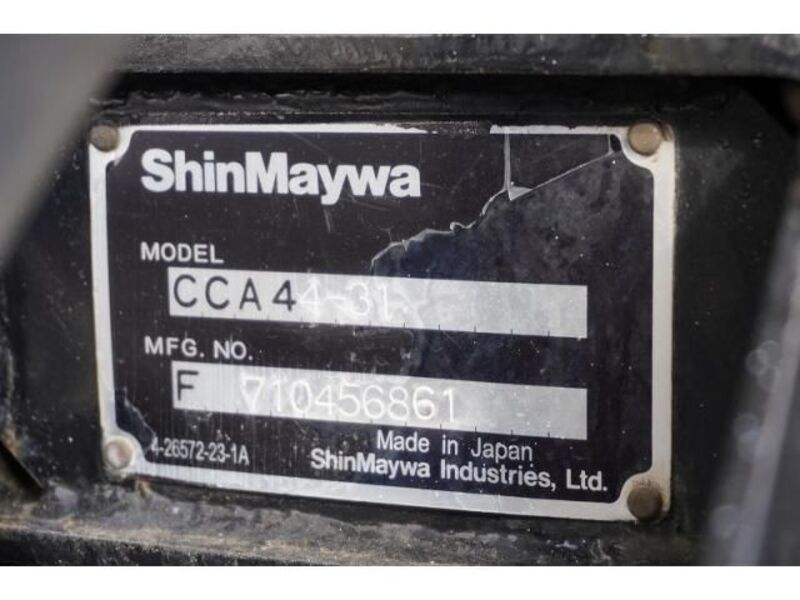 ShinMaywa
MODEL
CCA44-31
MFG. NO.
F 710456861
Made in Japan
4-26572-23-1A
ShinMaywa Industries, Ltd.